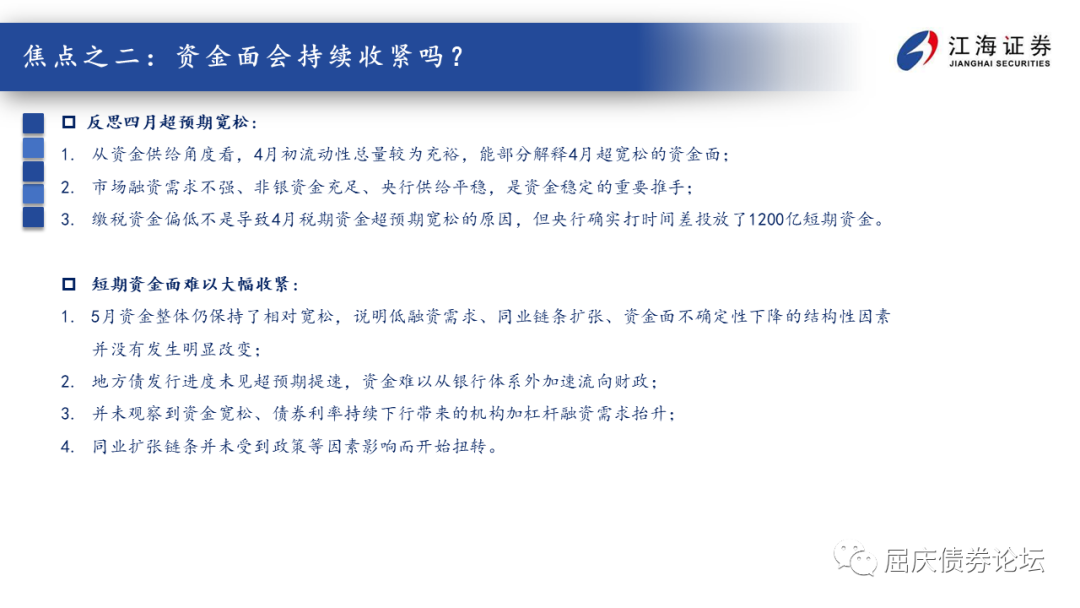 焦点之二：资金面会持续收紧吗？
江海证券
JIANGHAI SECURITIES
反思四月超预期宽松：
1. 从资金供给角度看，4月初流动性总量较为充裕，能部分解释4月超宽松的资金面；
2. 市场融资需求不强、非银资金充足、央行供给平稳，是资金稳定的重要推手；
3. 缴税资金偏低不是导致4月税期资金超预期宽松的原因，但央行确实打时间差投放了1200亿短期资金。
短期资金面难以大幅收紧：
1. 5月资金整体仍保持了相对宽松，说明低融资需求、同业链条扩张、资金面不确定性下降的结构性因素
并没有发生明显改变；
2. 地方债发行进度未见超预期提速，资金难以从银行体系外加速流向财政；
3. 并未观察到资金宽松、债券利率持续下行带来的机构加杠杆融资需求抬升；
4. 同业扩张链条并未受到政策等因素影响而开始扭转。
屈庆债券论坛